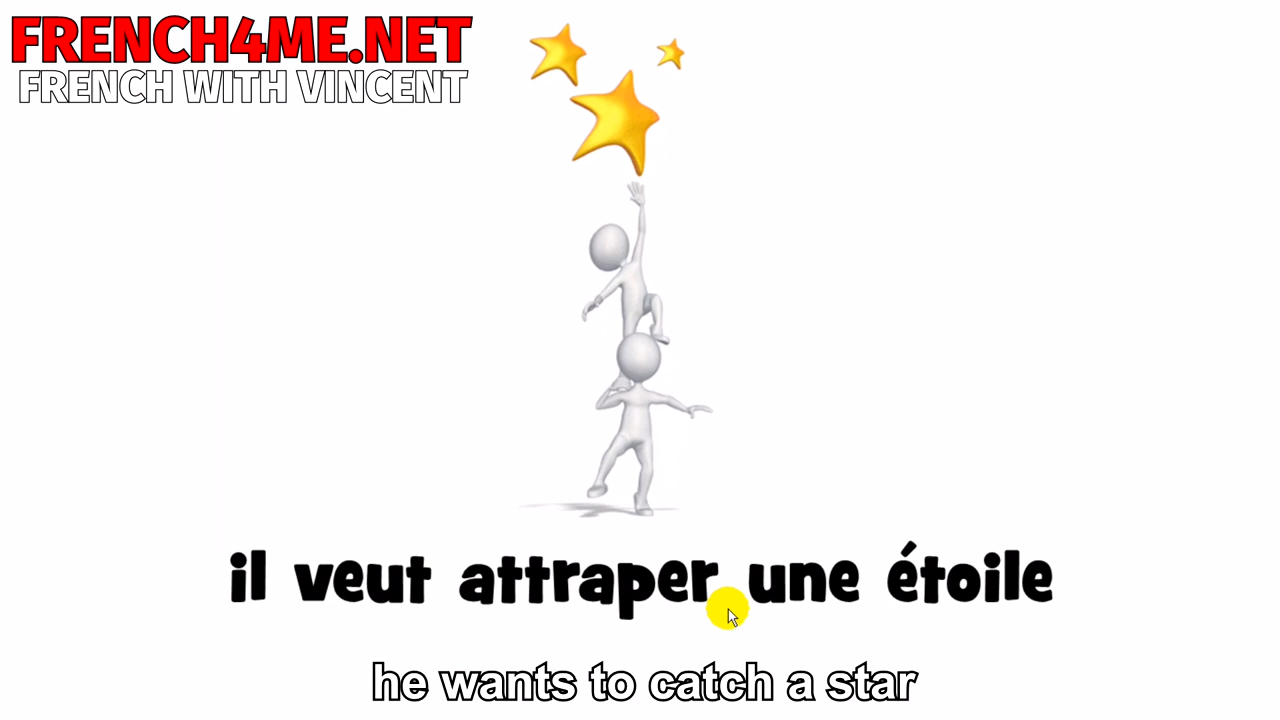 FRENCH4ME.NET
FRENCH WITH VINCENT
il veut attraper une étoile
he wants to catch a star